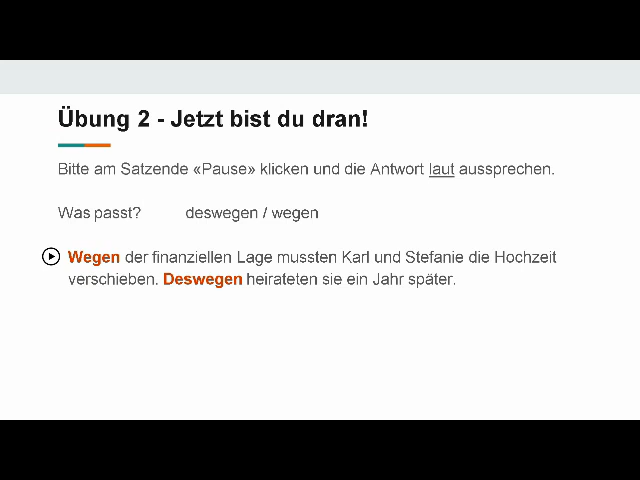 Übung 2 - Jetzt bist du dran!
Bitte am Satzende «Pause» klicken und die Antwort laut aussprechen.
Was passt? deswegen / wegen
Wegen der finanziellen Lage mussten Karl und Stefanie die Hochzeit
verschieben. Deswegen heirateten sie ein Jahr später.